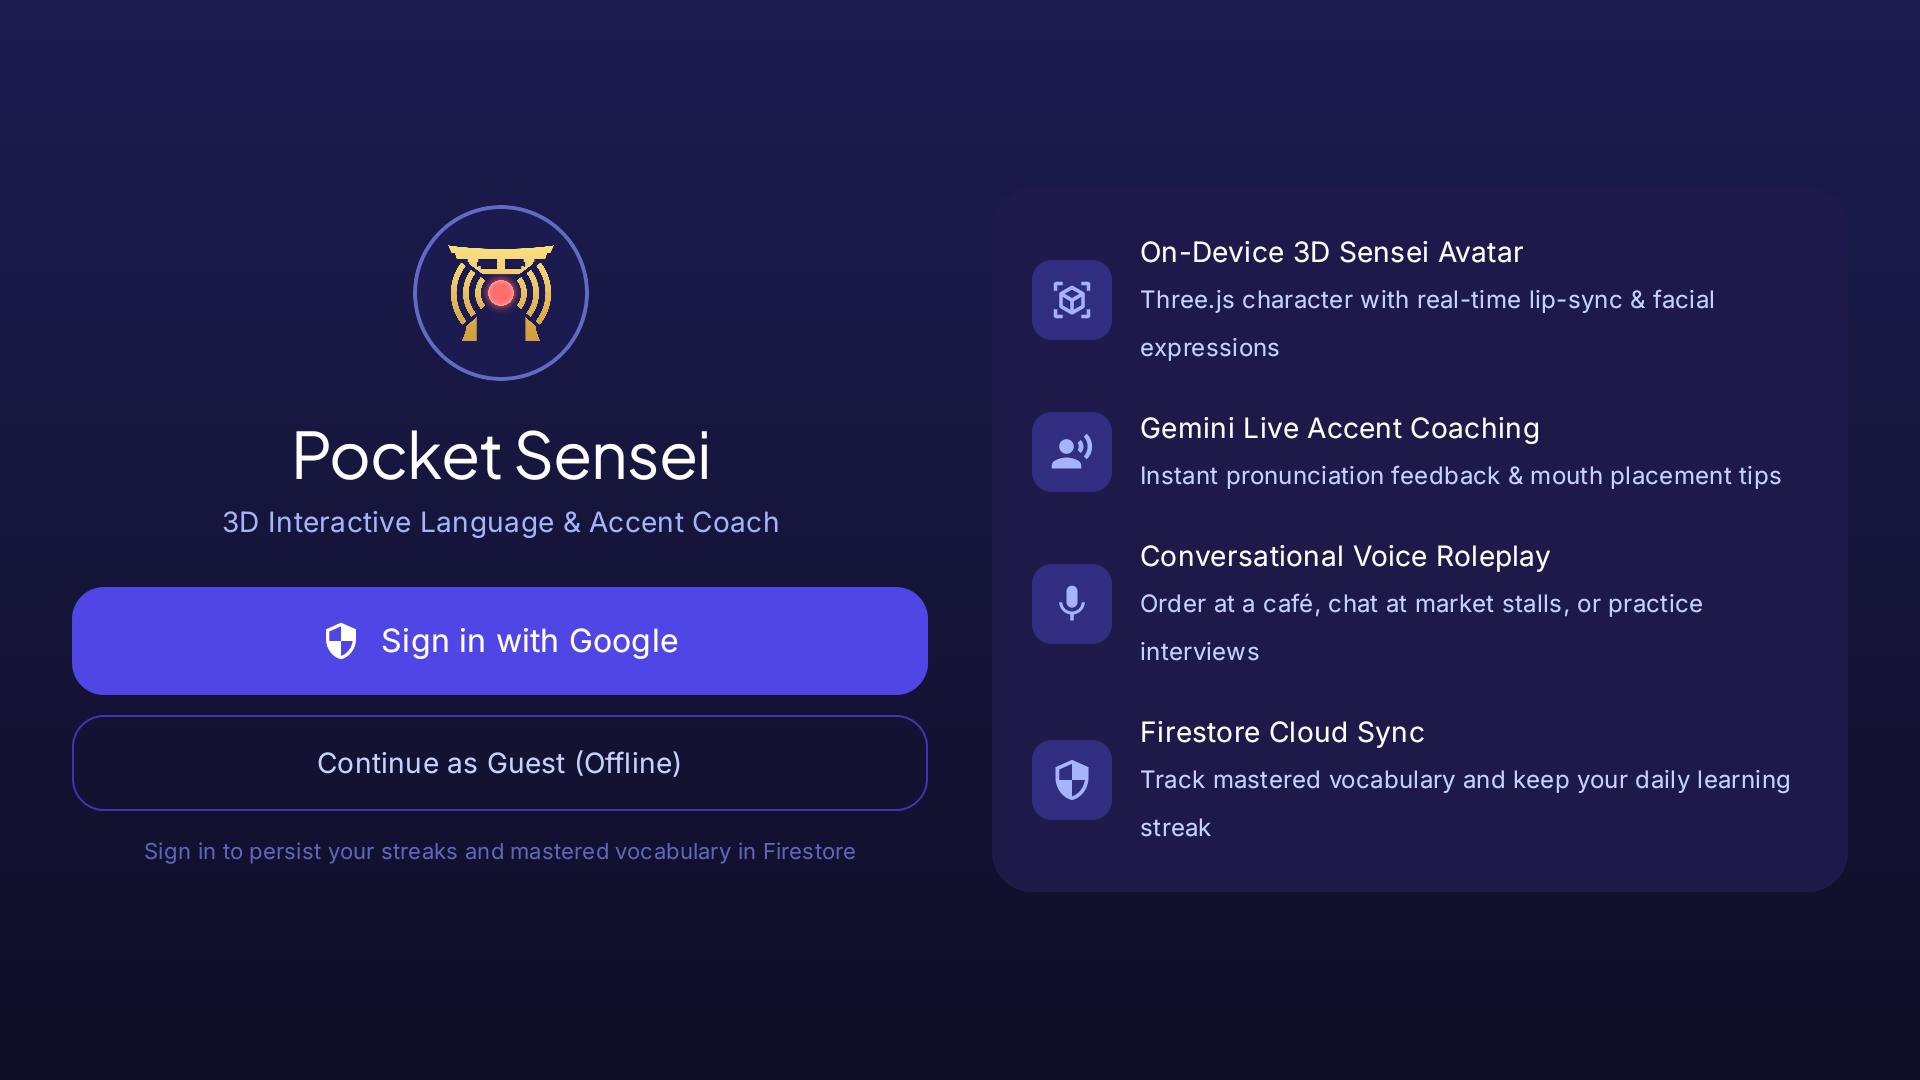 Pocket Sensei
3D Interactive Language & Accent Coach
Sign in with Google
Continue as Guest (Offline)
Sign in to persist your streaks and mastered vocabulary in Firestore
On-Device 3D Sensei Avatar
Three.js character with real-time lip-sync & facial
expressions
Gemini Live Accent Coaching
Instant pronunciation feedback & mouth placement tips
Conversational Voice Roleplay
Order at a café, chat at market stalls, or practice
interviews
Firestore Cloud Sync
Track mastered vocabulary and keep your daily learning
streak